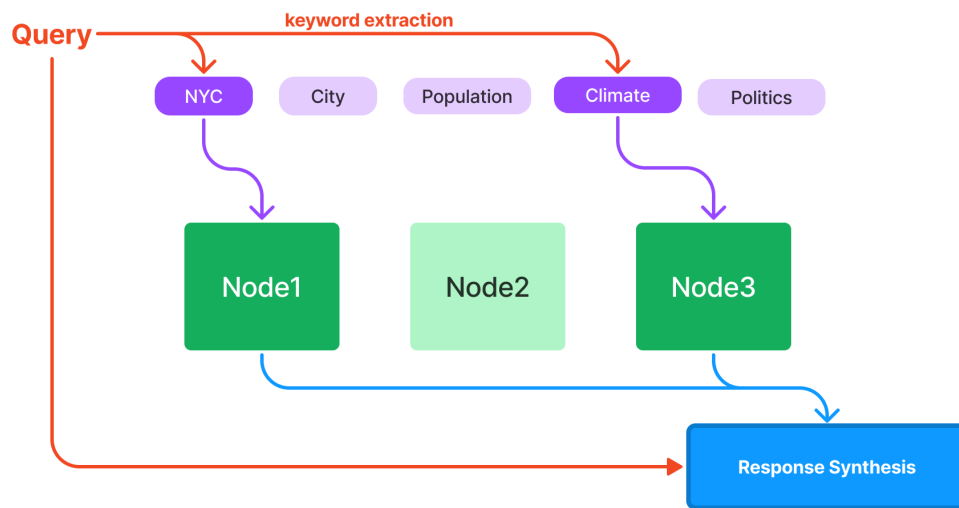 keyword extraction
Query
NYC
City
Population
Climate
Politics
Node1
Node2
Node3
Response Synthesis